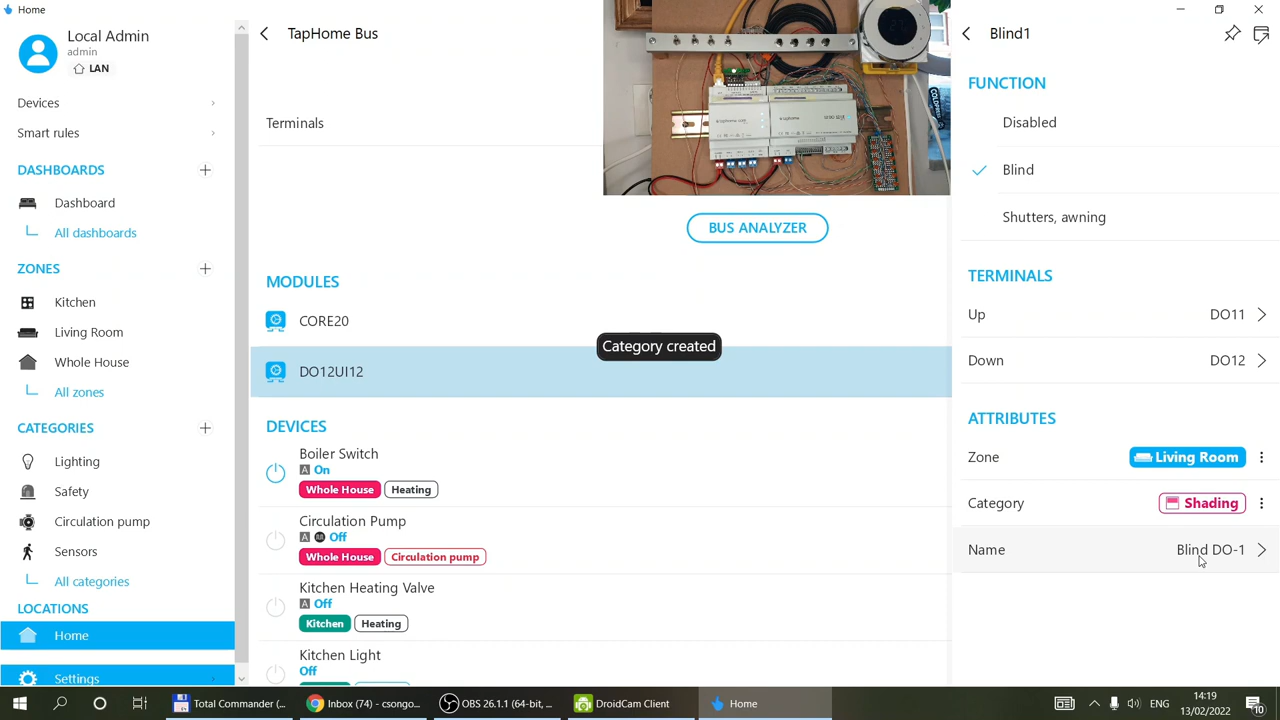 Home
Local Admin
admin
LAN
Devices
Smart rules
DASHBOARDS
Dashboard
All dashboards
ZONES
Kitchen
Living Room
Whole House
All zones
CATEGORIES
Lighting
Safety
Circulation pump
Sensors
All categories
LOCATIONS
Home
Settings
TapHome Bus
Terminals
BUS ANALYZER
MODULES
CORE20
DO12UI12
Category created
DEVICES
Boiler Switch
A On
Whole House Heating
Circulation Pump
A Off
Whole House Circulation pump
Kitchen Heating Valve
A Off
Kitchen Heating
Kitchen Light
Off
Blind1
FUNCTION
Disabled
Blind
Shutters, awning
TERMINALS
Up DO11
Down DO12
ATTRIBUTES
Zone Living Room
Category Shading
Name Blind DO-1
Total Commander (...
Inbox (74) - csongo...
OBS 26.1.1 (64-bit, ...
DroidCam Client
Home
ENG
14:19
13/02/2022
10